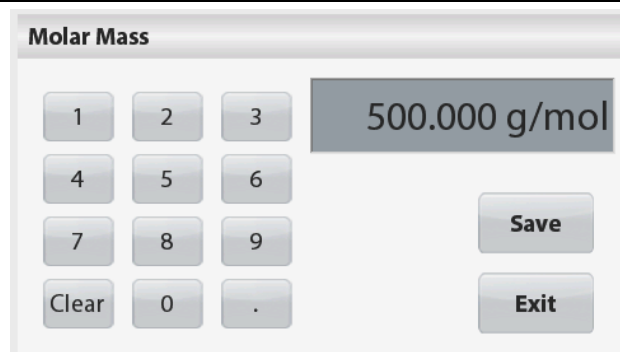 Molar Mass
1 2 3
500.000 g/mol
4 5 6
7 8 9
Save
Clear 0 .
Exit